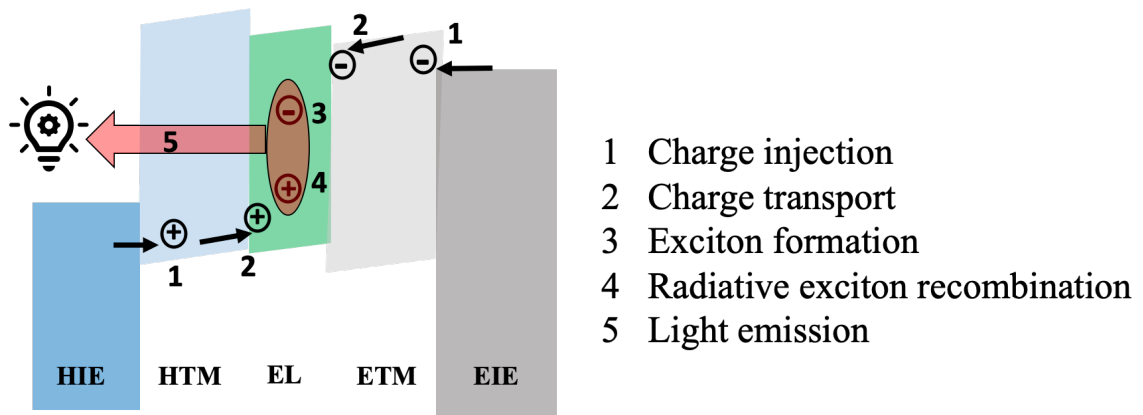 2
1
3
5
4
1
2
HIE HTM EL ETM EIE
1 Charge injection
2 Charge transport
3 Exciton formation
4 Radiative exciton recombination
5 Light emission